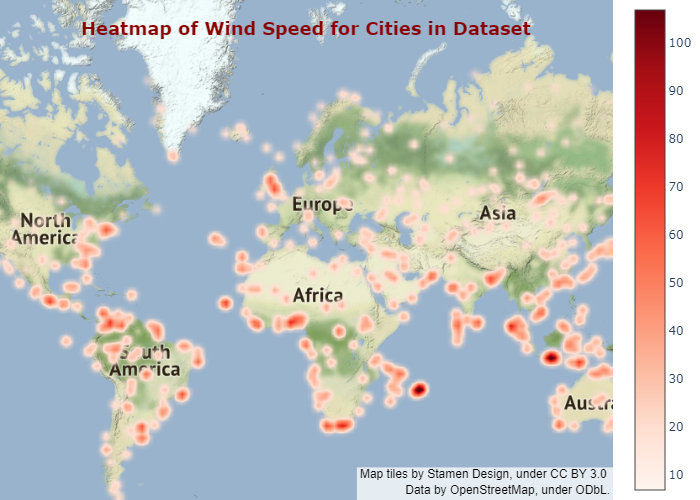 Heatmap of Wind Speed for Cities in Dataset
100
90
80
70
60
50
40
30
20
10
North
America
Europe
Asia
Africa
South
America
Austra
Map tiles by Stamen Design, under CC BY 3.0
Data by OpenStreetMap, under ODbL.